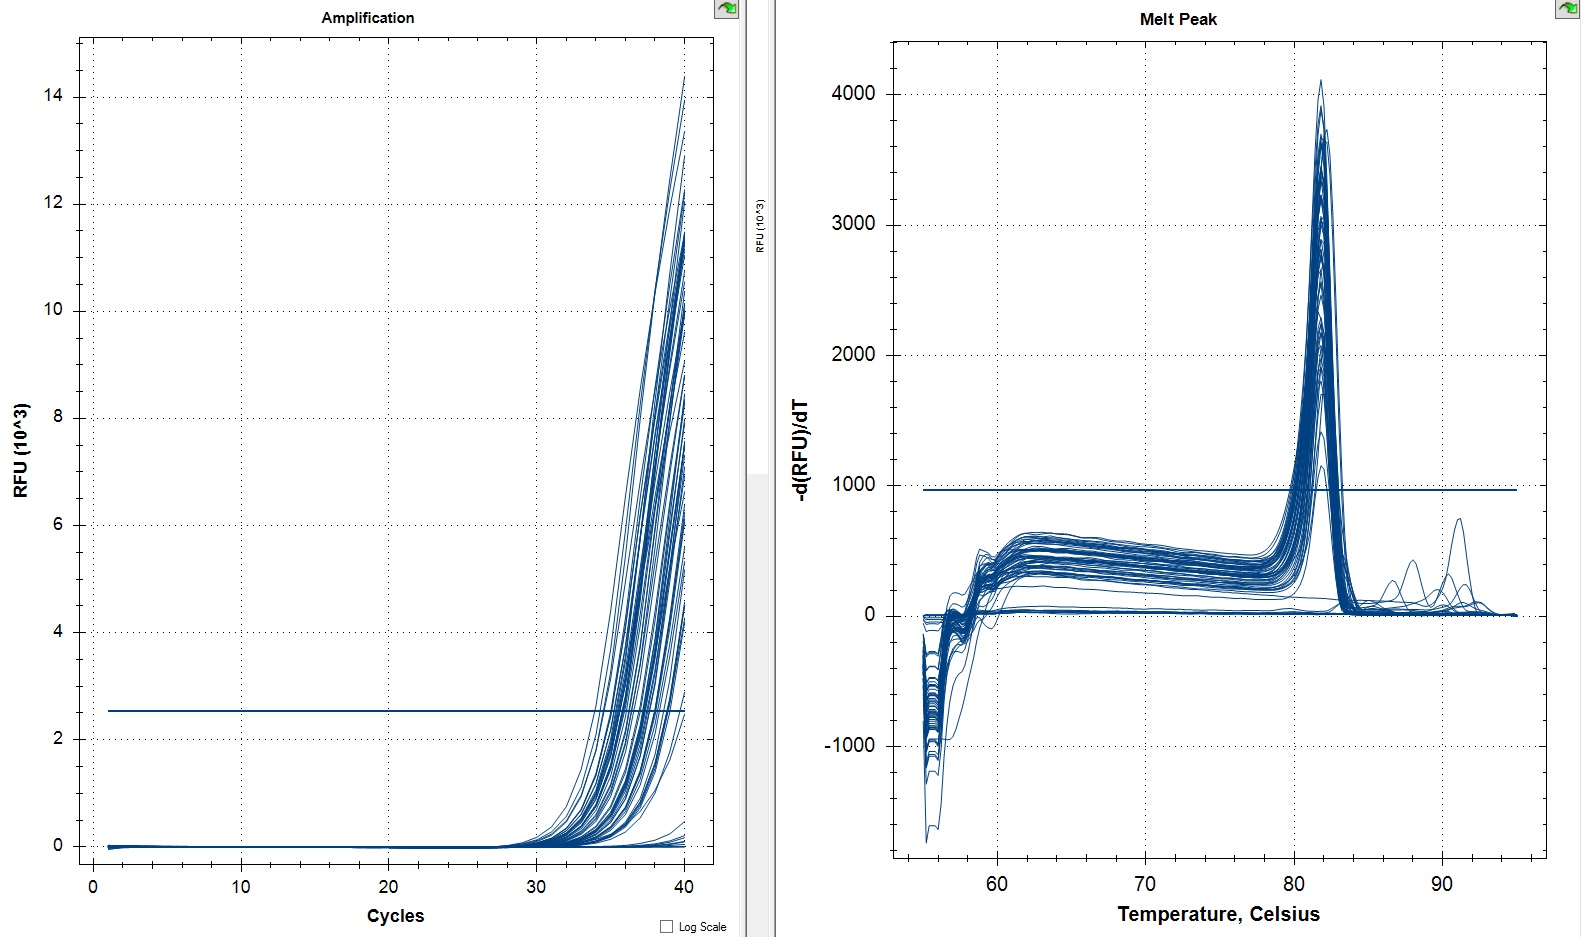 Amplification
14
12
10
8
6
4
2
0
RFU (10^3)
0 10 20 30 40
Cycles
Log Scale
RFU (10^3)
Melt Peak
4000
3000
2000
1000
0
-1000
-d(RFU)/dT
60 70 80 90
Temperature, Celsius